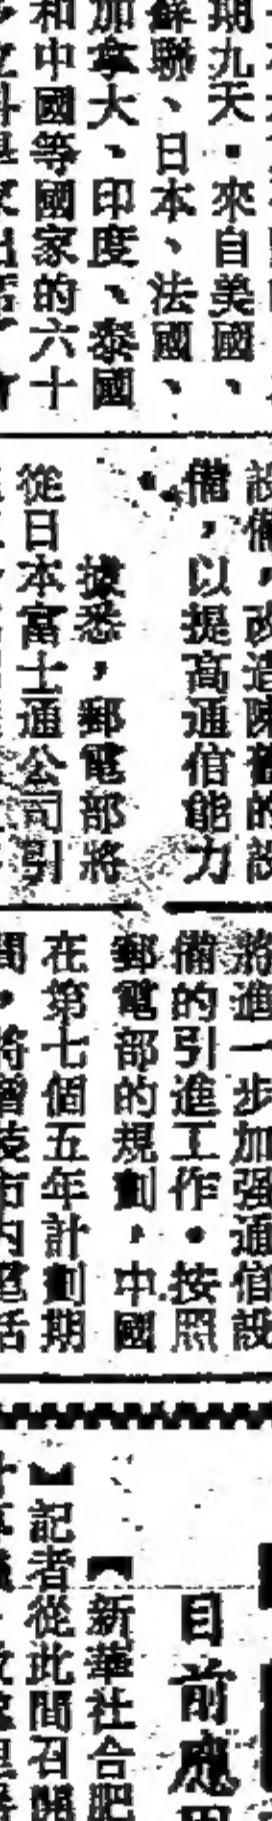 期九天。來自美國、
蘇聯、日本、法國、
加拿大、印度、泰國
和中國等國家的六十
設備,改造陳舊的設
備,以提高通信能力
。
據悉,郵電部將
從日本富士通公司引
將進一步加强通信設
備的引進工作。按照
郵電部的規劃,中國
在第七個五年計劃期
間,將增裝市內電話
目前應用
【新華社合肥
】記者從此間召開